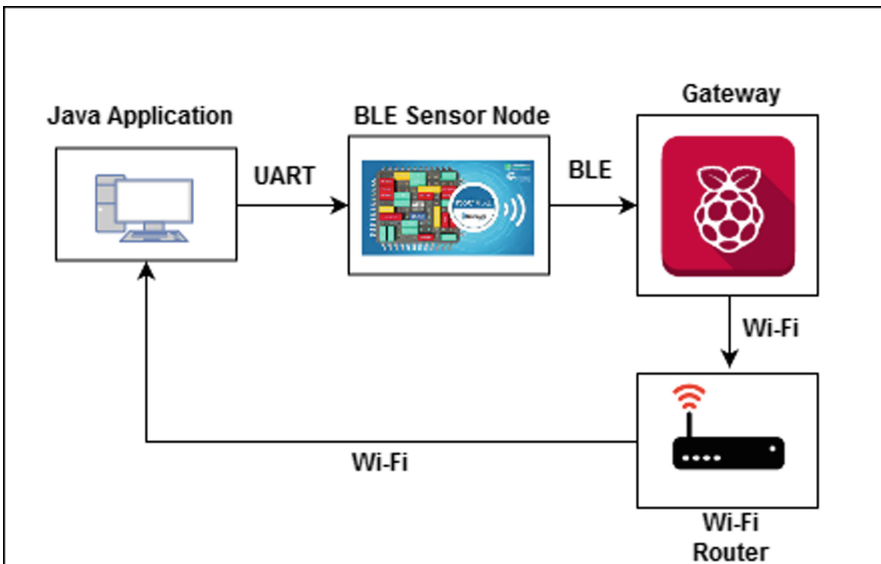 Java Application
BLE Sensor Node
Gateway
UART
BLE
Wi-Fi
Wi-Fi
Wi-Fi
Router